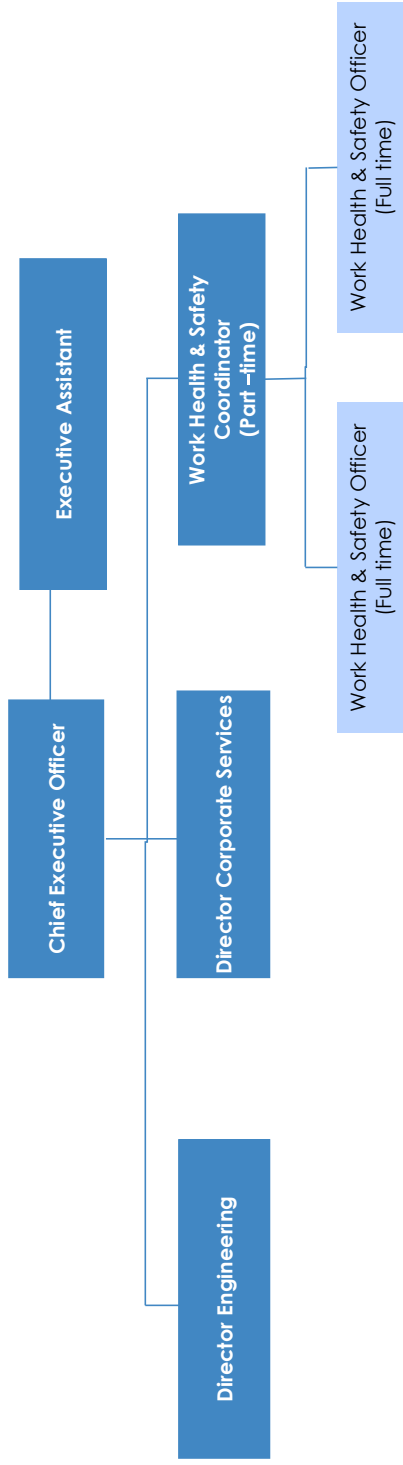 Chief Executive Officer
Executive Assistant
Director Engineering
Director Corporate Services
Work Health & Safety
Coordinator
(Part –time)
Work Health & Safety Officer
(Full time)
Work Health & Safety Officer
(Full time)